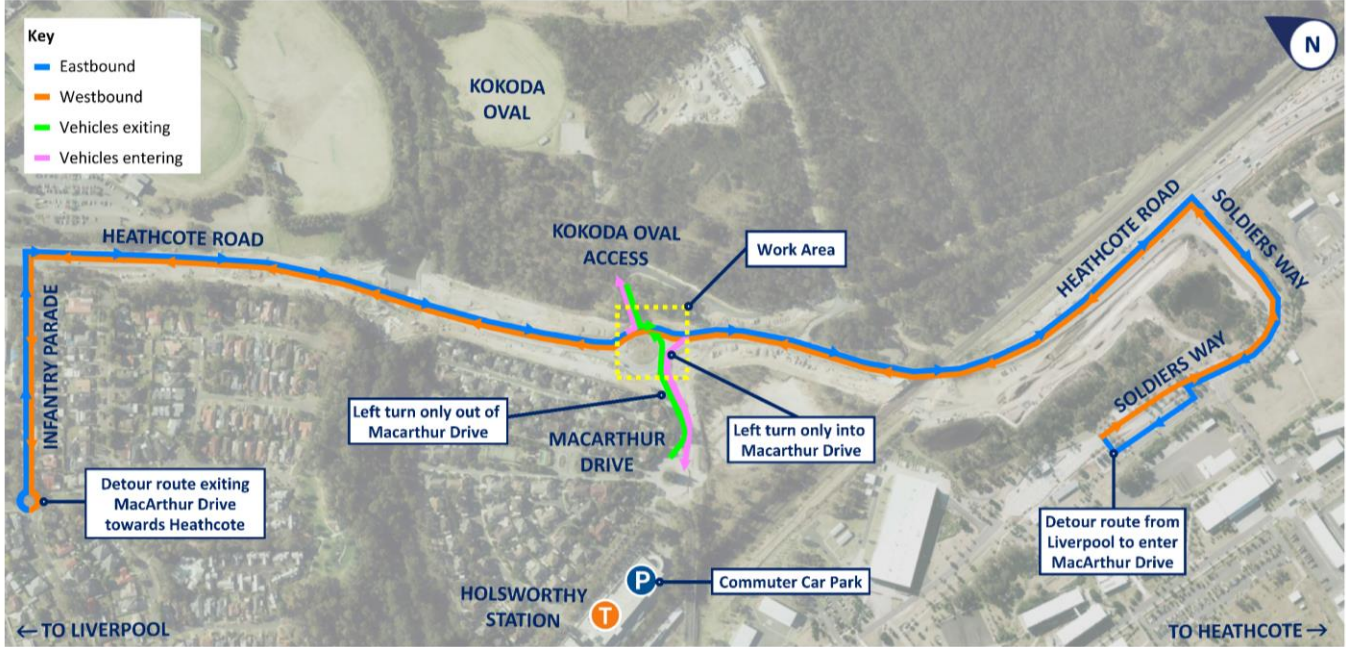 Key
Eastbound
Westbound
Vehicles exiting
Vehicles entering
N
KOKODA
OVAL
HEATHCOTE ROAD
KOKODA OVAL
ACCESS
Work Area
HEATHCOTE ROAD
SOLDIERS WAY
INFANTRY PARADE
SOLDIERS WAY
Left turn only out of
Macarthur Drive
MACARTHUR
DRIVE
Left turn only into
Macarthur Drive
Detour route exiting
MacArthur Drive
towards Heathcote
Detour route from
Liverpool to enter
MacArthur Drive
P
Commuter Car Park
HOLSWORTHY
STATION
T
← TO LIVERPOOL
TO HEATHCOTE →